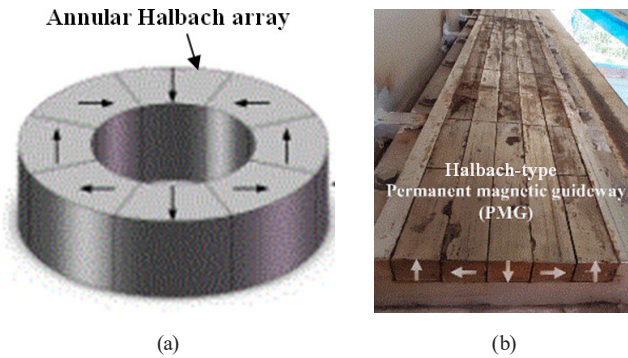 Annular Halbach array
Halbach-type
Permanent magnetic guideway
(PMG)
(a)
(b)